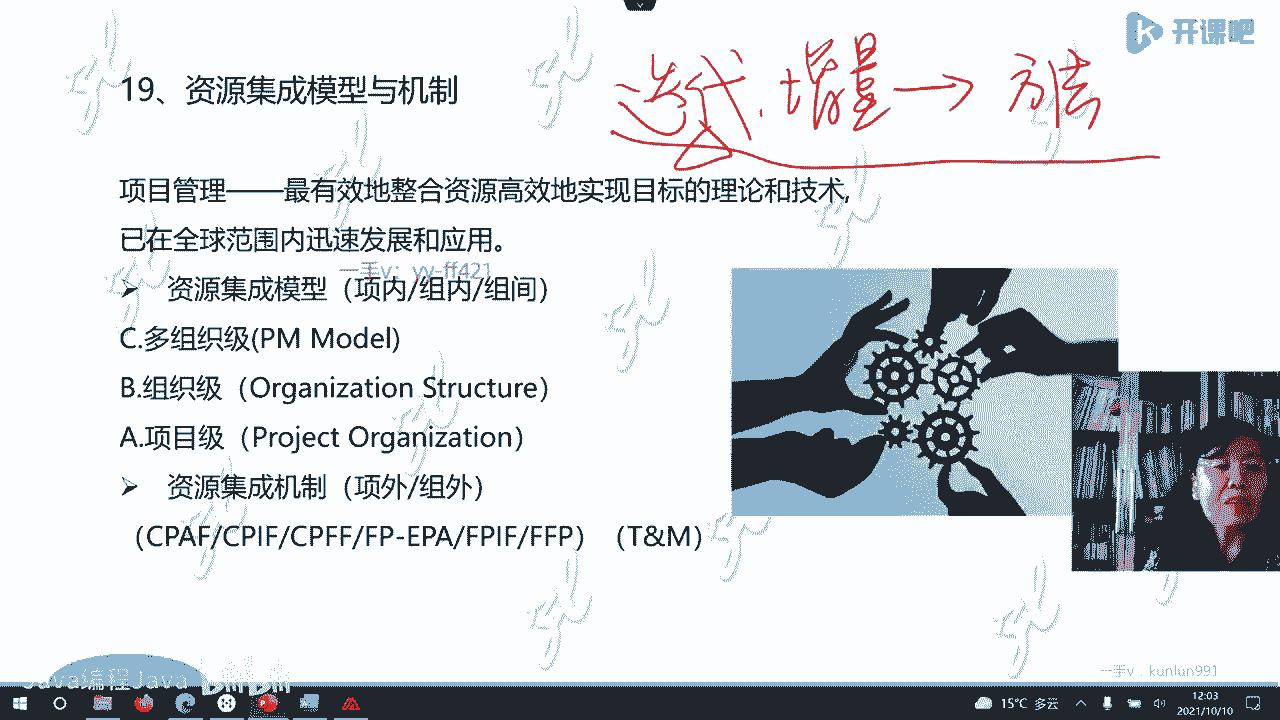 开课吧
迭代.增量→方法
19、资源集成模型与机制
项目管理——最有效地整合资源高效地实现目标的理论和技术,
已在全球范围内迅速发展和应用。
一手v：yy-ff421
➢ 资源集成模型（项内/组内/组间）
C.多组织级(PM Model)
B.组织级（Organization Structure）
A.项目级（Project Organization）
➢ 资源集成机制（项外/组外）
（CPAF/CPIF/CPFF/FP-EPA/FPIF/FFP）（T&M）
一手v：kunlun991
Java编程Java
15°C 多云
12:03
2021/10/10